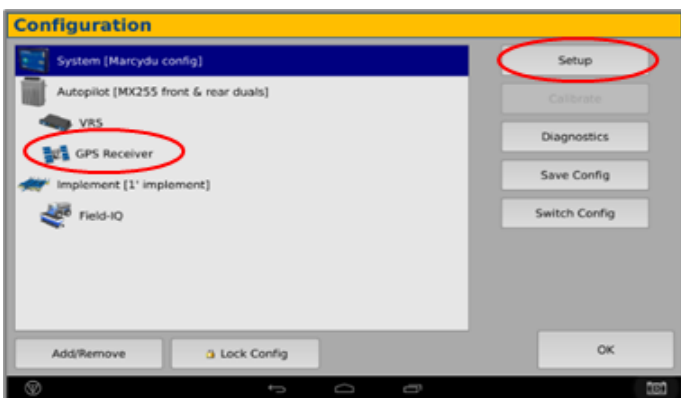 Configuration
System [Marcydu config]
Autopilot [MX255 front & rear duals]
VRS
GPS Receiver
Implement [1' implement]
Field-IQ
Setup
Calibrate
Diagnostics
Save Config
Switch Config
Add/Remove
Lock Config
OK